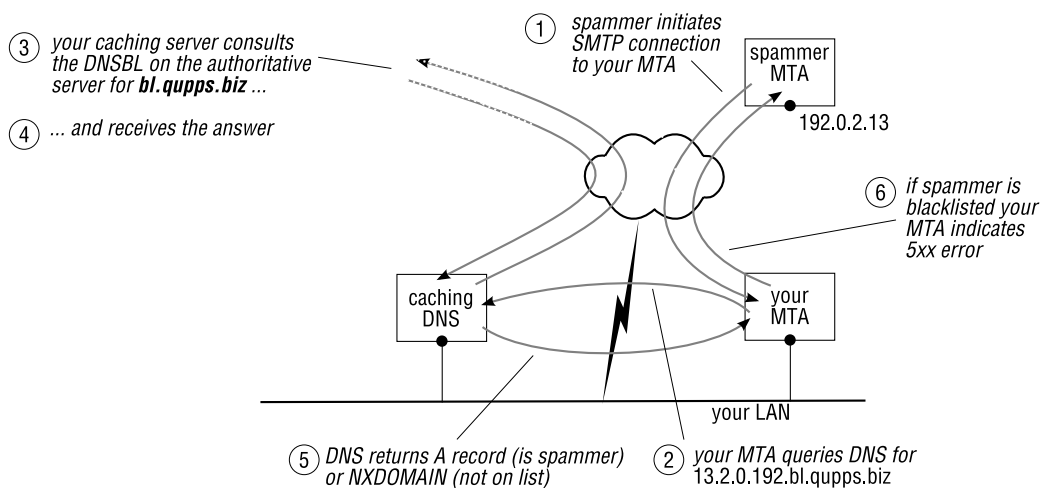 1 spammer initiates
SMTP connection
to your MTA
spammer
MTA
192.0.2.13
3 your caching server consults
the DNSBL on the authoritative
server for bl.qupps.biz ...
4 ... and receives the answer
6 if spammer is
blacklisted your
MTA indicates
5xx error
caching
DNS
your
MTA
your LAN
5 DNS returns A record (is spammer)
or NXDOMAIN (not on list)
2 your MTA queries DNS for
13.2.0.192.bl.qupps.biz